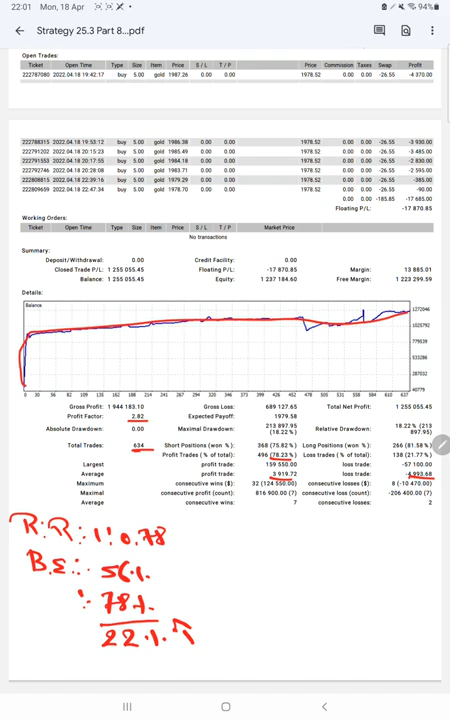 22:01 Mon, 18 Apr 94%
Strategy 25.3 Part 8...pdf
Open Trades:
Ticket Open Time Type Size Item Price S / L T / P Price Commission Taxes Swap Profit
222787080 2022.04.18 19:42:17 buy 5.00 gold 1987.26 0.00 0.00 1978.52 0.00 0.00 -26.55 -4 370.00
222788315 2022.04.18 19:53:12 buy 5.00 gold 1986.38 0.00 0.00 1978.52 0.00 0.00 -26.55 -3 930.00
222791202 2022.04.18 20:15:23 buy 5.00 gold 1985.49 0.00 0.00 1978.52 0.00 0.00 -26.55 -3 485.00
222791553 2022.04.18 20:17:55 buy 5.00 gold 1984.18 0.00 0.00 1978.52 0.00 0.00 -26.55 -2 830.00
222792746 2022.04.18 20:28:08 buy 5.00 gold 1983.71 0.00 0.00 1978.52 0.00 0.00 -26.55 -2 595.00
222808815 2022.04.18 22:39:16 buy 5.00 gold 1979.29 0.00 0.00 1978.52 0.00 0.00 -26.55 -385.00
222809659 2022.04.18 22:47:34 buy 5.00 gold 1978.70 0.00 0.00 1978.52 0.00 0.00 -26.55 -90.00
0.00 0.00 -185.85 -17 685.00
Floating P/L: -17 870.85
Working Orders:
Ticket Open Time Type Size Item Price S / L T / P Market Price
No transactions
Summary:
Deposit/Withdrawal: 0.00 Credit Facility: 0.00
Closed Trade P/L: 1 255 055.45 Floating P/L: -17 870.85 Margin: 13 885.01
Balance: 1 255 055.45 Equity: 1 237 184.60 Free Margin: 1 223 299.59
Details:
Balance
1272046
1025792
779539
533286
287032
40779
0 30 60 91 121 152 182 214 245 275 306 337 367 397 426 452 477 501 531 558 584 610 637
Gross Profit: 1 944 183.10 Gross Loss: 689 127.65 Total Net Profit: 1 255 055.45
Profit Factor: 2.82 Expected Payoff: 1979.58
Absolute Drawdown: 0.00 Maximal Drawdown: 213 897.95 (18.22%) Relative Drawdown: 18.22% (213 897.95)
Total Trades: 634 Short Positions (won %): 368 (75.82%) Long Positions (won %): 266 (81.58%)
Profit Trades (% of total): 496 (78.23%) Loss trades (% of total): 138 (21.77%)
Largest profit trade: 159 550.00 loss trade: -57 100.00
Average profit trade: 3 919.72 loss trade: -4,993.68
Maximum consecutive wins ($): 32 (124 550.00) consecutive losses ($): 8 (-10 470.00)
Maximal consecutive profit (count): 816 900.00 (7) consecutive loss (count): -206 400.00 (7)
Average consecutive wins: 7 consecutive losses: 2
R:R: 1:0.78
B.E: 56%
: 78%
22%↑